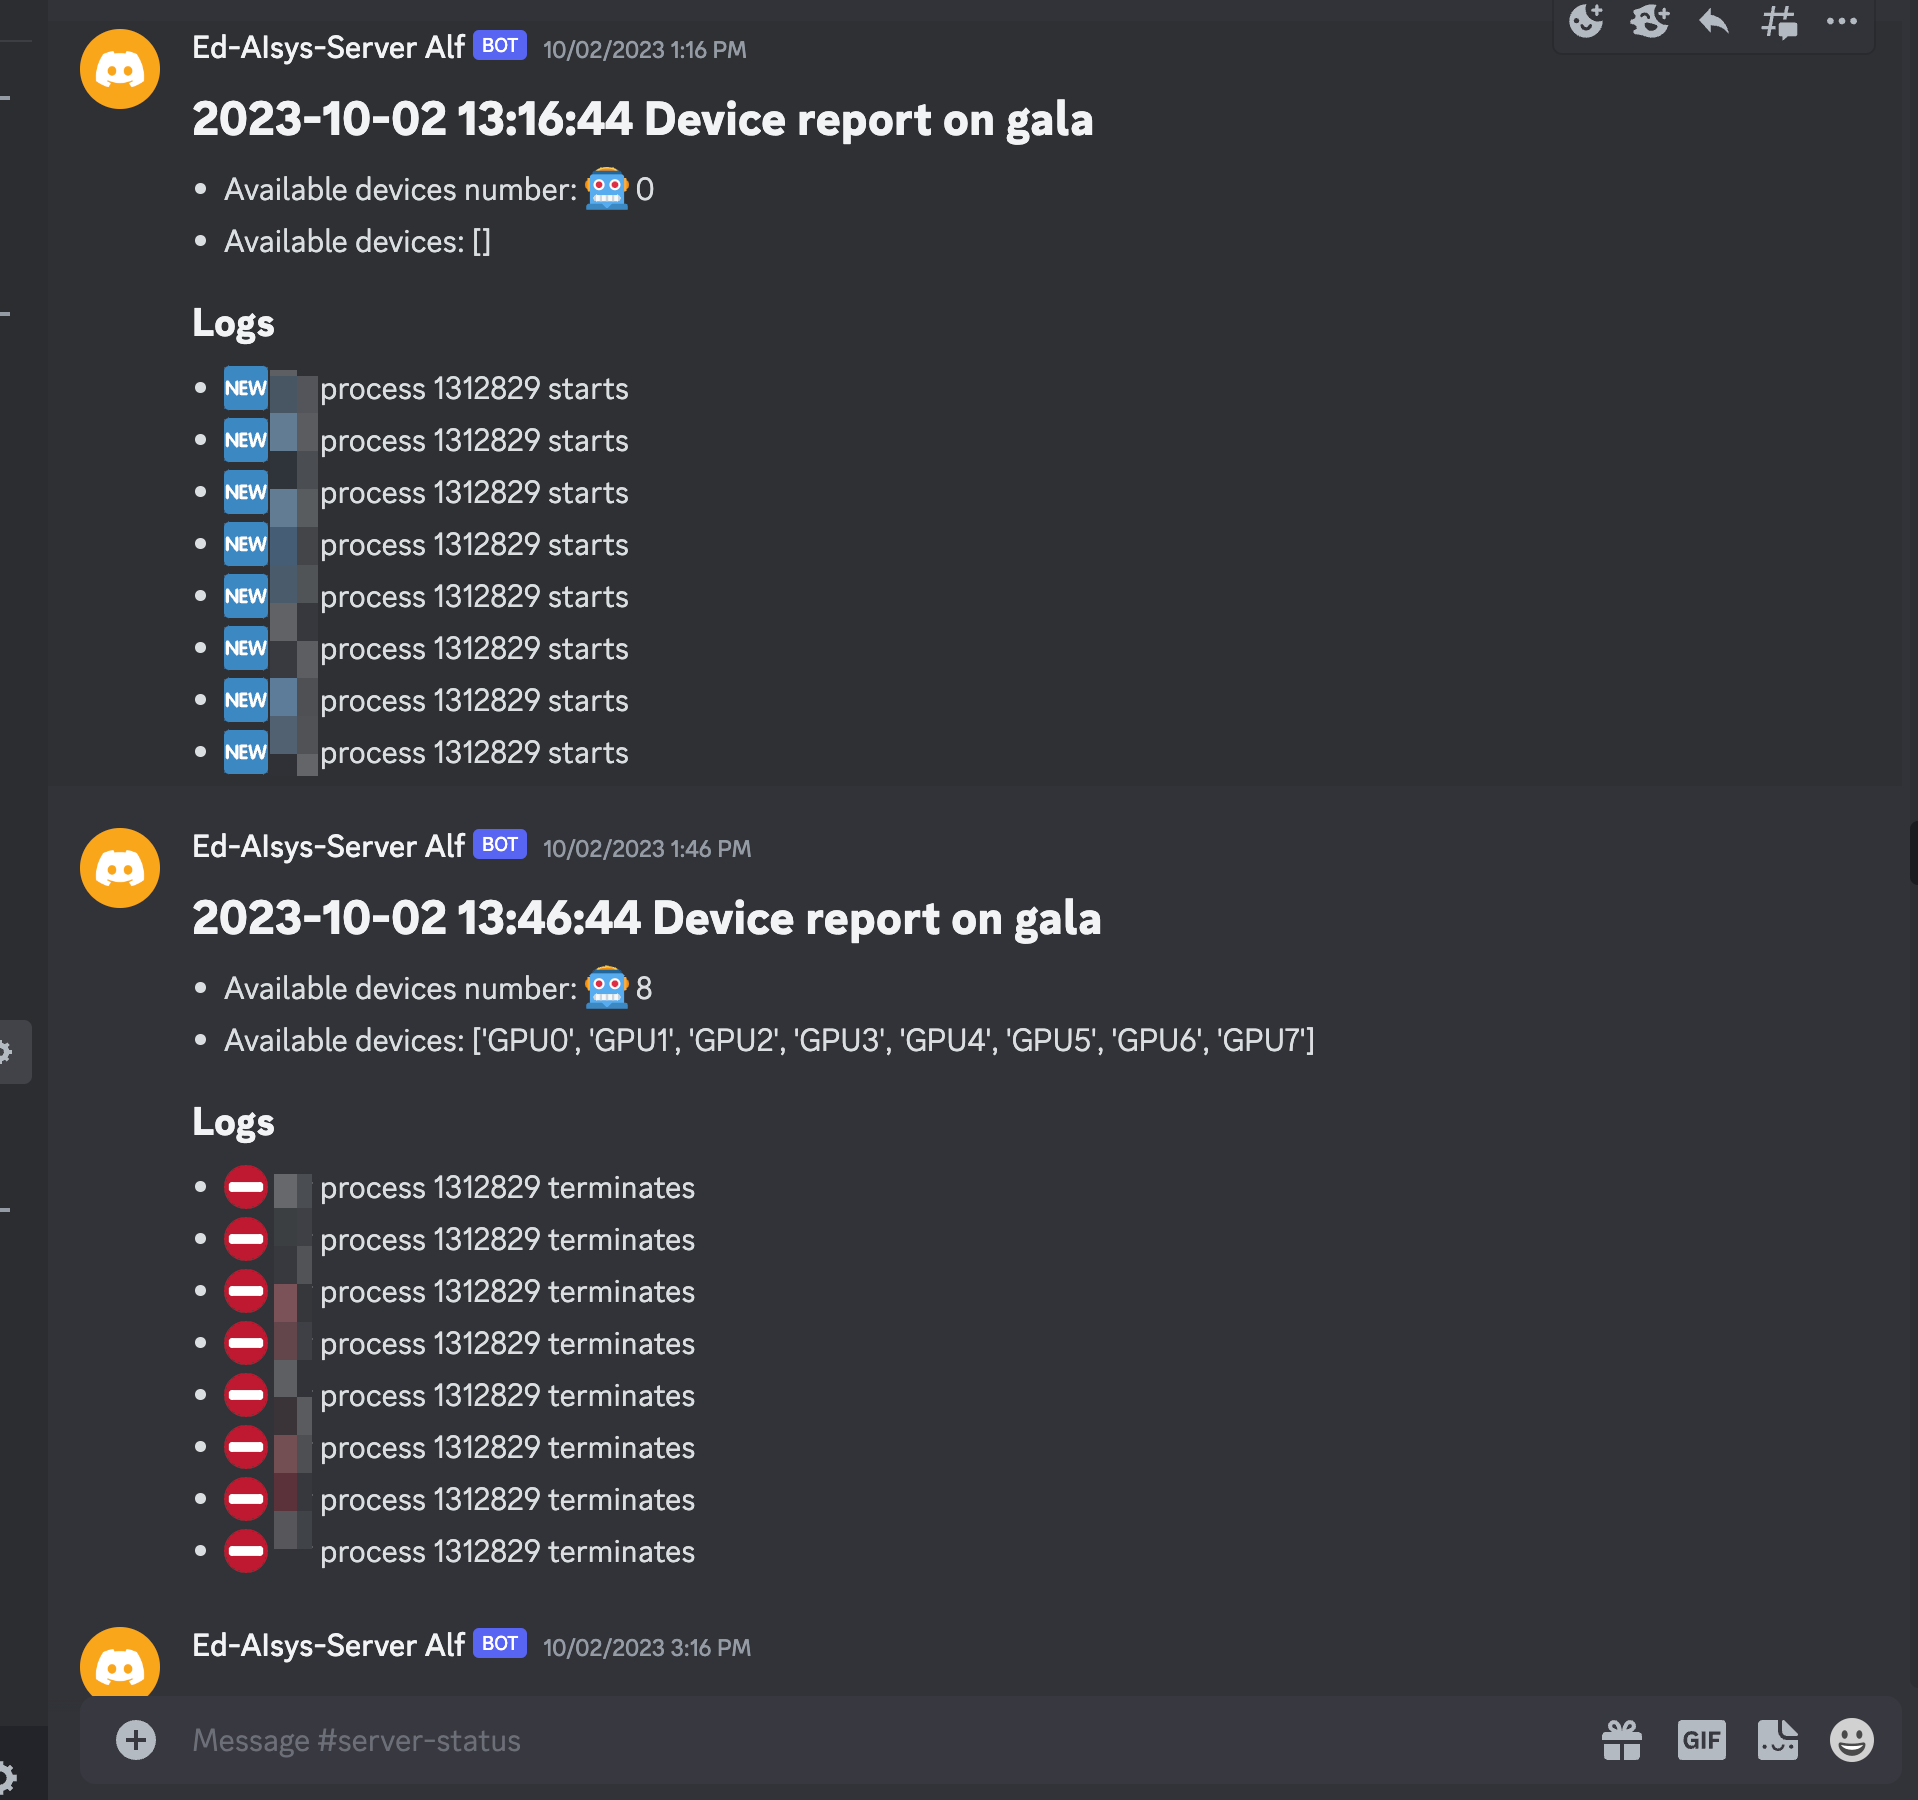 Ed-AIsys-Server Alf BOT 10/02/2023 1:16 PM
2023-10-02 13:16:44 Device report on gala
Available devices number: 0
Available devices: []
Logs
NEW process 1312829 starts
NEW process 1312829 starts
NEW process 1312829 starts
NEW process 1312829 starts
NEW process 1312829 starts
NEW process 1312829 starts
NEW process 1312829 starts
NEW process 1312829 starts
Ed-AIsys-Server Alf BOT 10/02/2023 1:46 PM
2023-10-02 13:46:44 Device report on gala
Available devices number: 8
Available devices: ['GPU0', 'GPU1', 'GPU2', 'GPU3', 'GPU4', 'GPU5', 'GPU6', 'GPU7']
Logs
process 1312829 terminates
process 1312829 terminates
process 1312829 terminates
process 1312829 terminates
process 1312829 terminates
process 1312829 terminates
process 1312829 terminates
process 1312829 terminates
Ed-AIsys-Server Alf BOT 10/02/2023 3:16 PM
Message #server-status
GIF